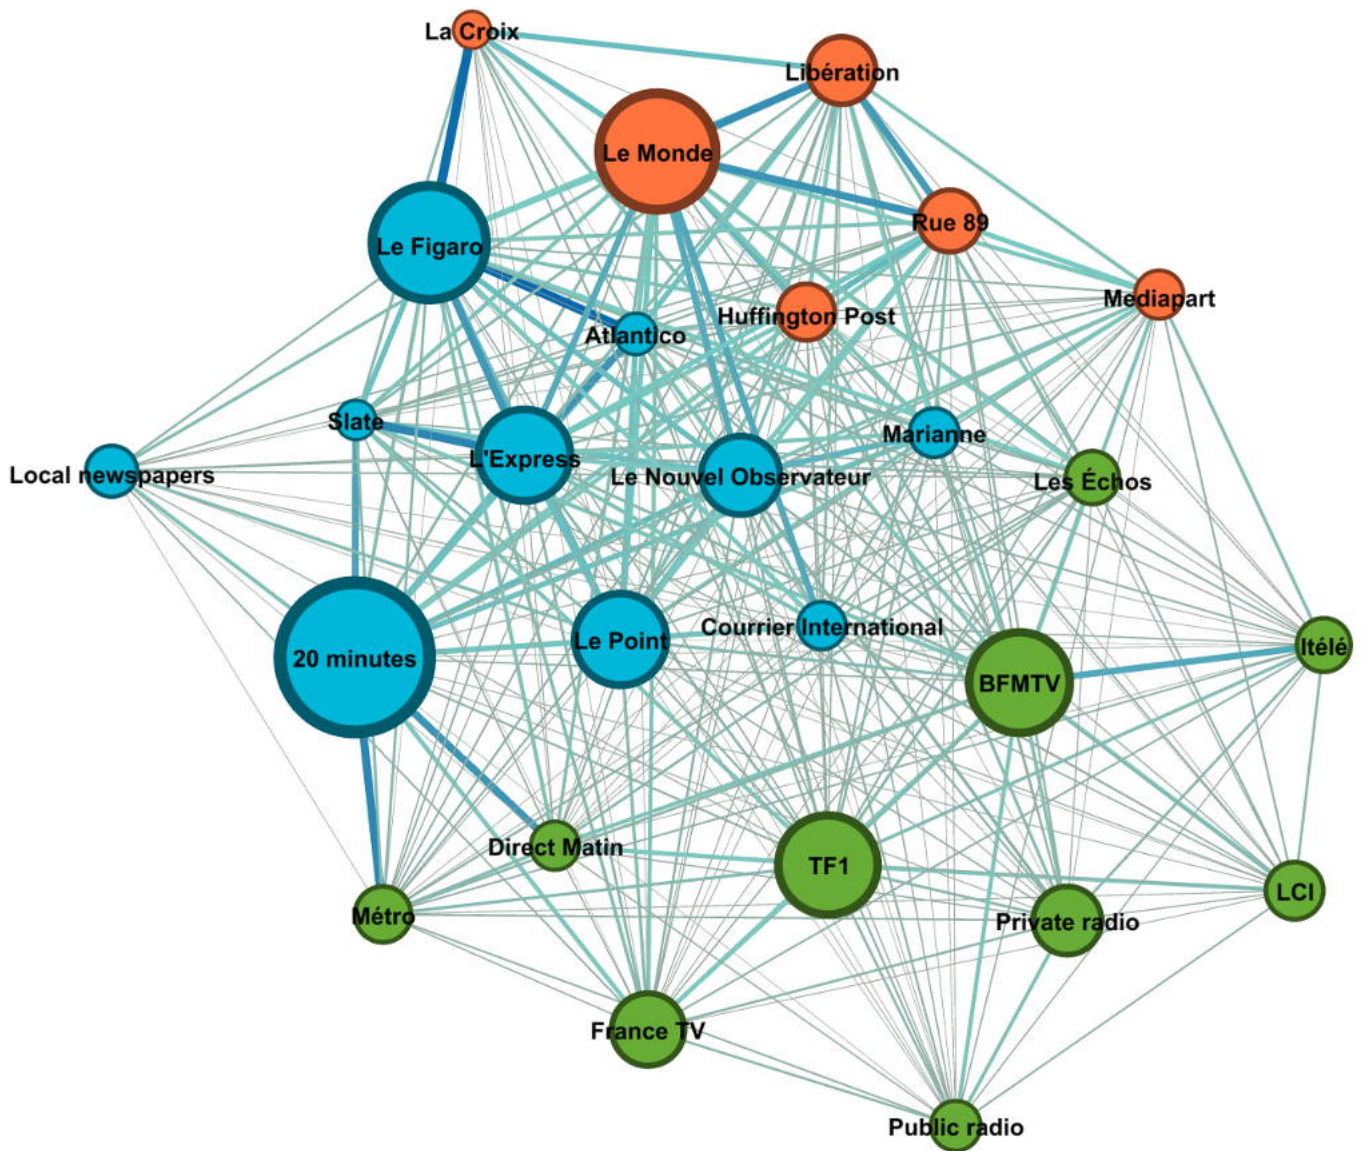 La Croix
Libération
Le Monde
Rue 89
Le Figaro
Mediapart
Huffington Post
Atlantico
Slate
Marianne
L'Express
Local newspapers
Le Nouvel Observateur
Les Échos
Courrier International
Le Point
Itélé
20 minutes
BFMTV
Direct Matin
TF1
LCI
Métro
Private radio
France TV
Public radio